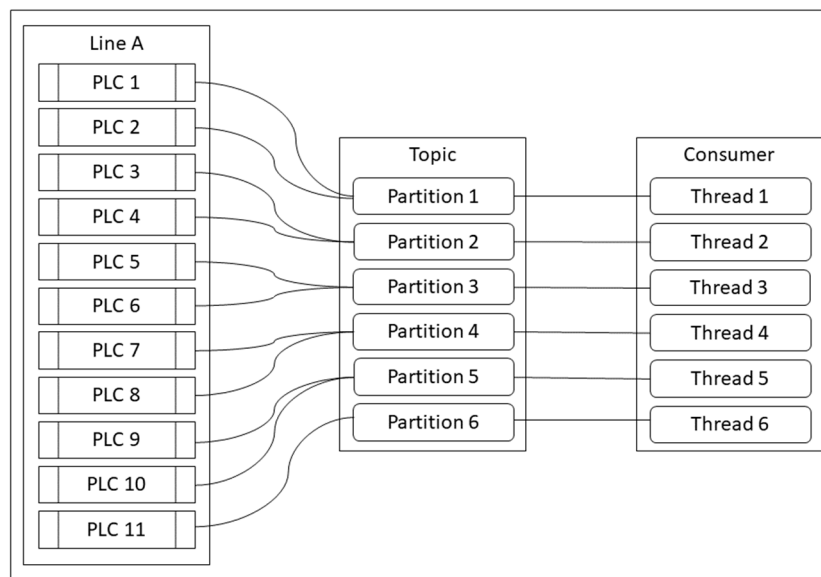 Line A
PLC 1
PLC 2
PLC 3
PLC 4
PLC 5
PLC 6
PLC 7
PLC 8
PLC 9
PLC 10
PLC 11
Topic
Partition 1
Partition 2
Partition 3
Partition 4
Partition 5
Partition 6
Consumer
Thread 1
Thread 2
Thread 3
Thread 4
Thread 5
Thread 6